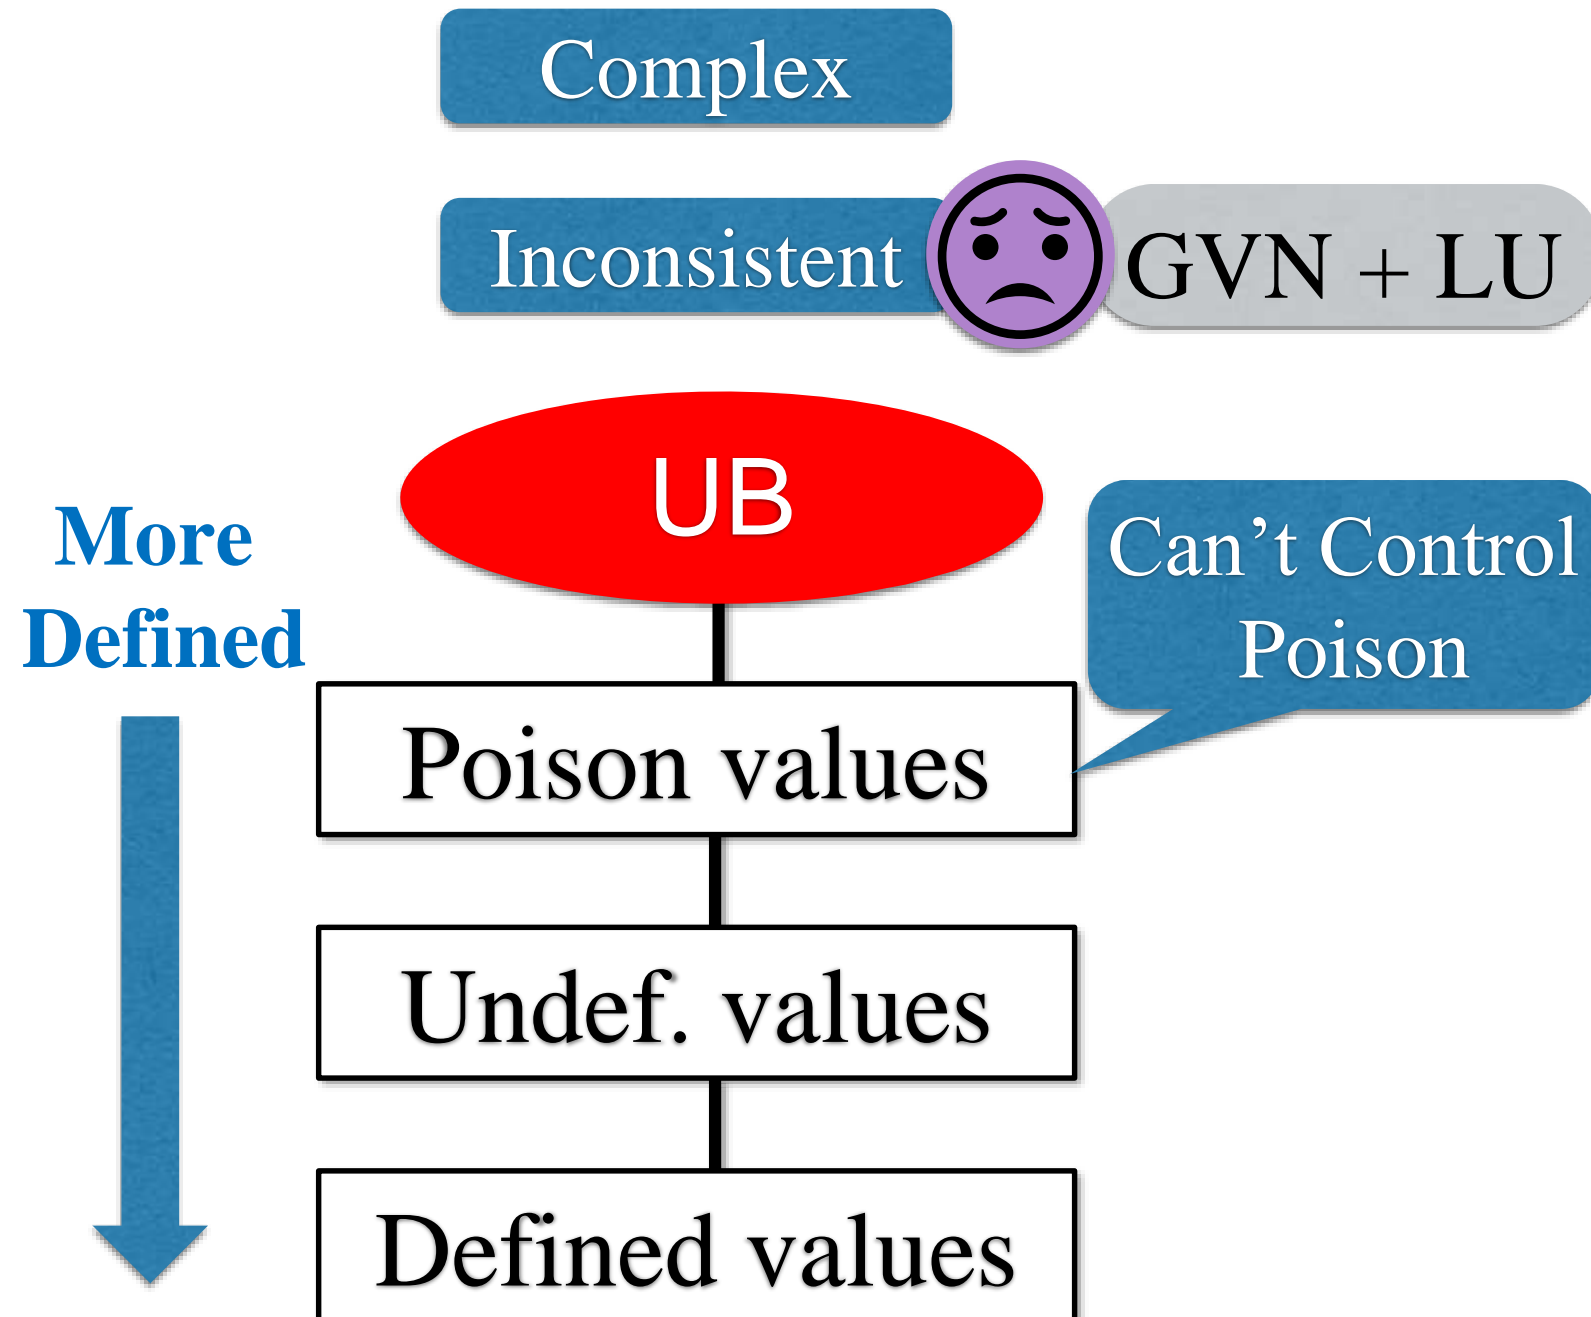 Complex
Inconsistent
GVN + LU
UB
More
Defined
Can’t Control
Poison
Poison values
Undef. values
Defined values